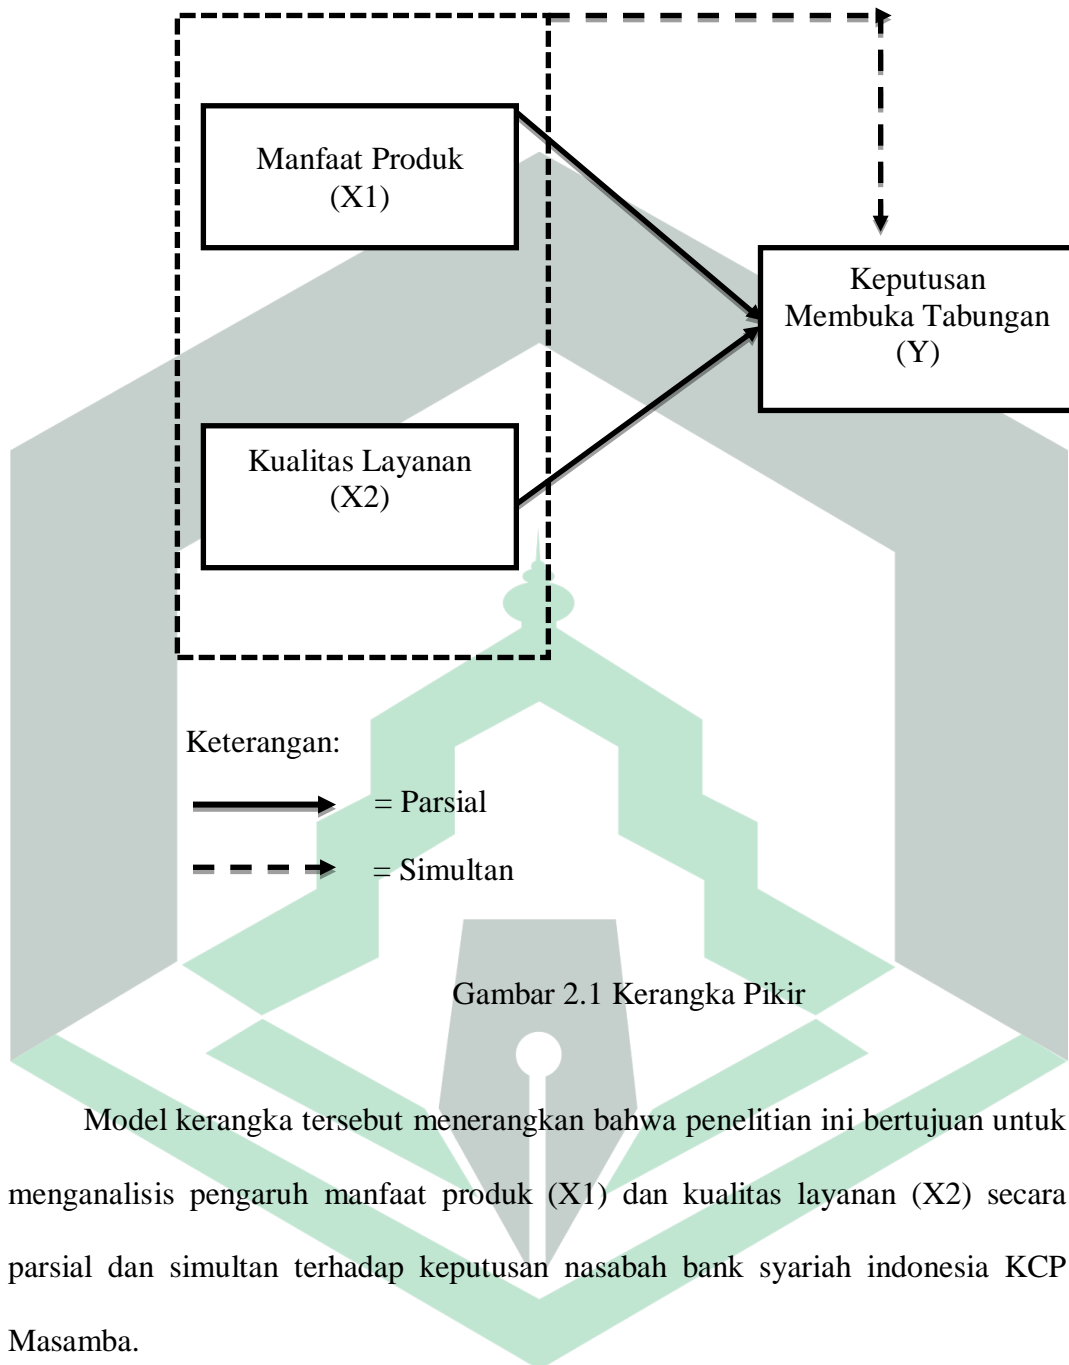 Manfaat Produk
(X1)
Keputusan
Membuka Tabungan
(Y)
Kualitas Layanan
(X2)
Keterangan:
= Parsial
= Simultan
Gambar 2.1 Kerangka Pikir
Model kerangka tersebut menerangkan bahwa penelitian ini bertujuan untuk
menganalisis pengaruh manfaat produk (X1) dan kualitas layanan (X2) secara
parsial dan simultan terhadap keputusan nasabah bank syariah indonesia KCP
Masamba.